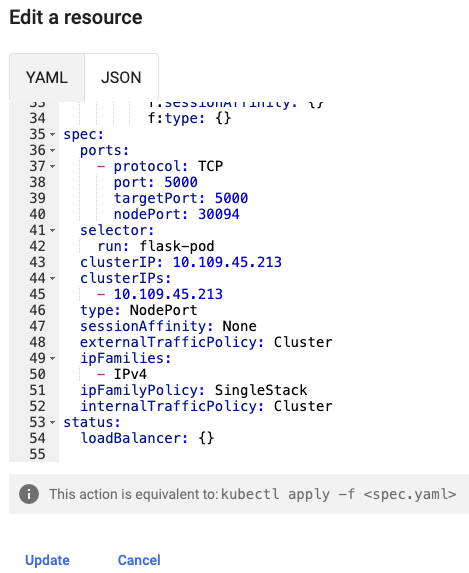 Edit a resource
YAML
JSON
33 f:sessionAffinity: {}
34 f:type: {}
35 spec:
36 ports:
37 - protocol: TCP
38 port: 5000
39 targetPort: 5000
40 nodePort: 30094
41 selector:
42 run: flask-pod
43 clusterIP: 10.109.45.213
44 clusterIPs:
45 - 10.109.45.213
46 type: NodePort
47 sessionAffinity: None
48 externalTrafficPolicy: Cluster
49 ipFamilies:
50 - IPv4
51 ipFamilyPolicy: SingleStack
52 internalTrafficPolicy: Cluster
53 status:
54 loadBalancer: {}
55
This action is equivalent to: kubectl apply -f <spec.yaml>
Update
Cancel